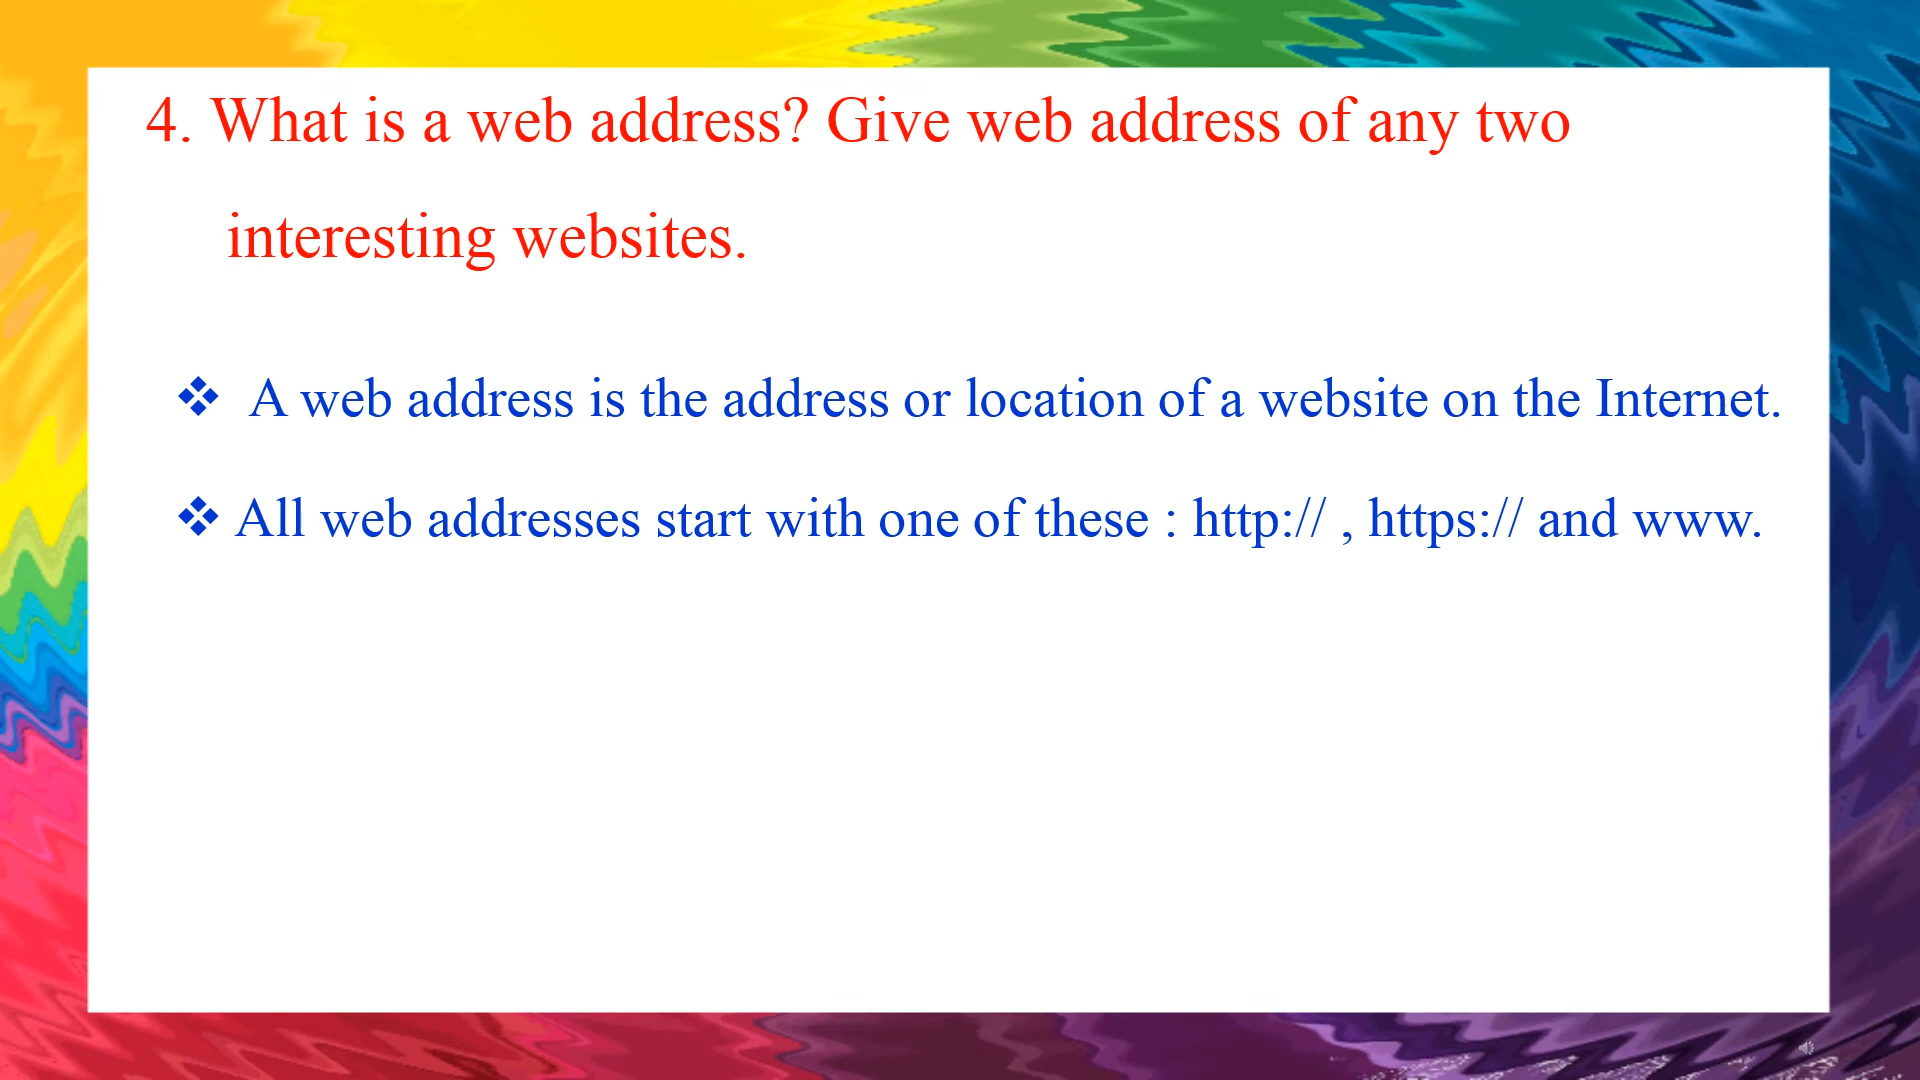 4. What is a web address? Give web address of any two
interesting websites.
❖ A web address is the address or location of a website on the Internet.
❖ All web addresses start with one of these : http:// , https:// and www.